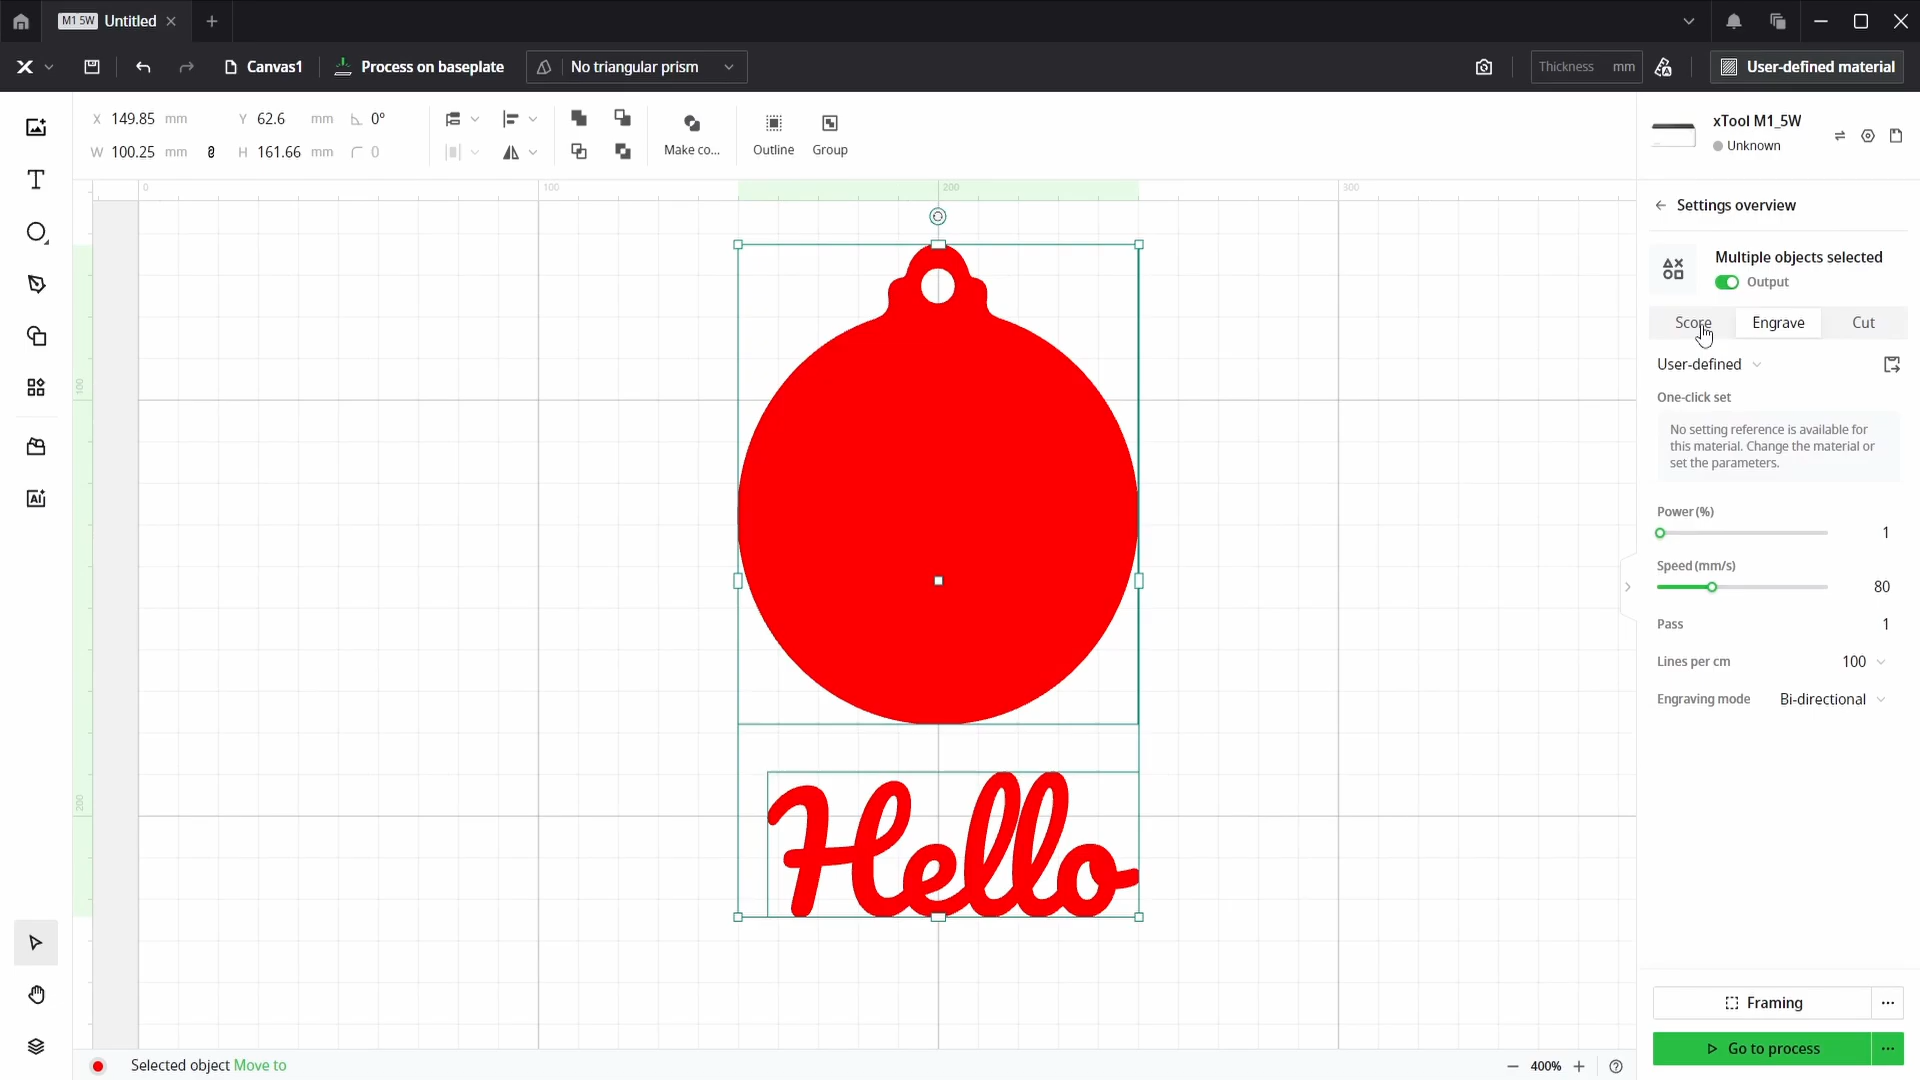 M1 5W Untitled
Canvas1
Process on baseplate
No triangular prism
Thickness mm
User-defined material
X 149.85 mm
Y 62.6 mm
0°
W 100.25 mm
H 161.66 mm
0
Make co...
Outline
Group
xTool M1_5W
Unknown
0
100
200
300
100
200
Settings overview
Multiple objects selected
Output
Score
Engrave
Cut
User-defined
One-click set
No setting reference is available for
this material. Change the material or
set the parameters.
Power (%)
1
Speed (mm/s)
80
Pass
1
Lines per cm
100
Engraving mode
Bi-directional
Hello
AI
Framing
Go to process
Selected object Move to
400%